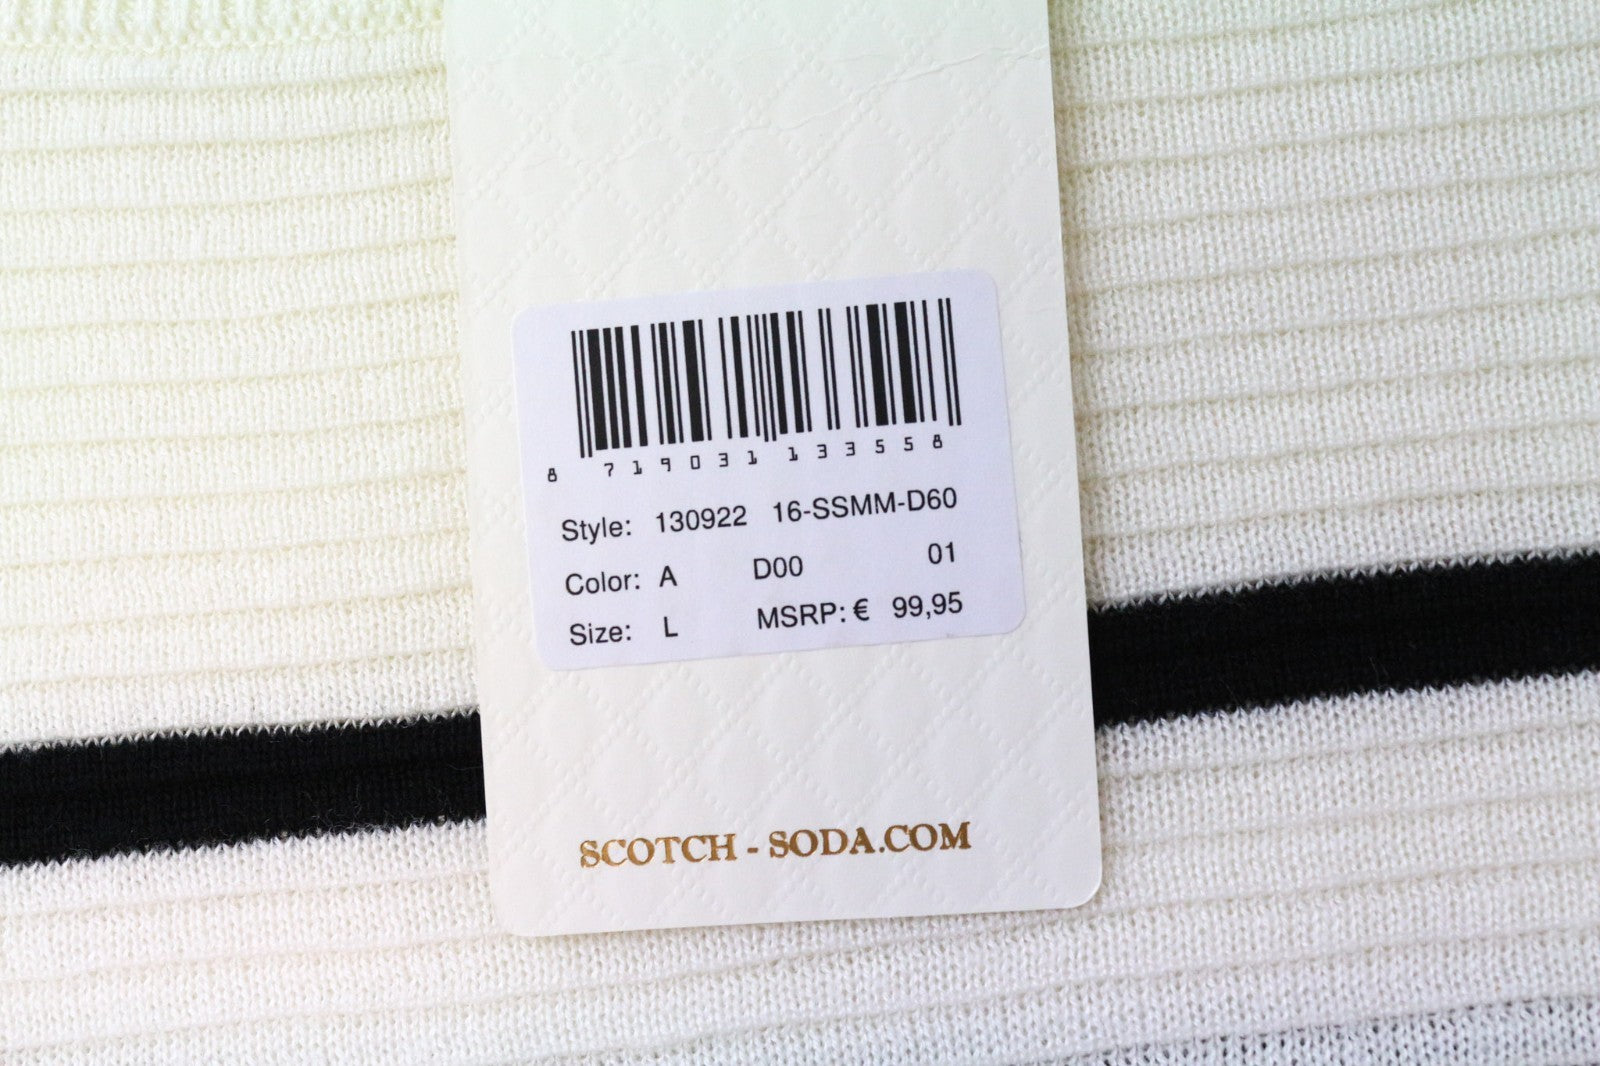 8 719031 133558
Style: 130922 16-SSMM-D60
Color: A D00 01
Size: L MSRP: € 99,95
SCOTCH - SODA.COM